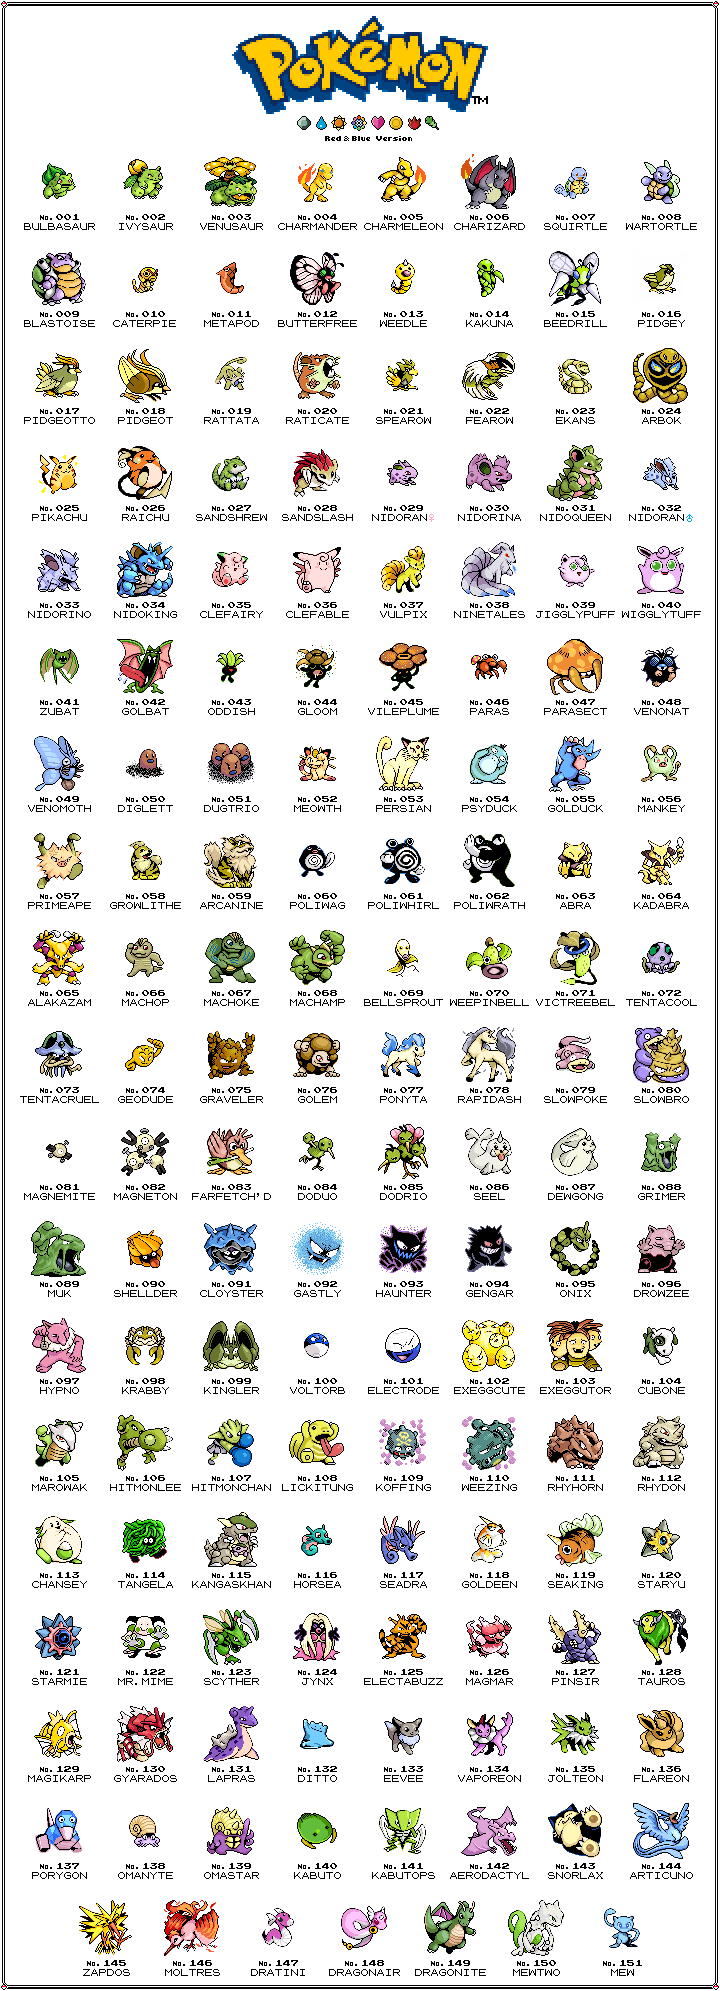 POKéMON™
Red & Blue Version
No.001 No.002 No.003 No.004 No.005 No.006 No.007 No.008
BULBASAUR IVYSAUR VENUSAUR CHARMANDER CHARMELEON CHARIZARD SQUIRTLE WARTORTLE
No.009 No.010 No.011 No.012 No.013 No.014 No.015 No.016
BLASTOISE CATERPIE METAPOD BUTTERFREE WEEDLE KAKUNA BEEDRILL PIDGEY
No.017 No.018 No.019 No.020 No.021 No.022 No.023 No.024
PIDGEOTTO PIDGEOT RATTATA RATICATE SPEAROW FEAROW EKANS ARBOK
No.025 No.026 No.027 No.028 No.029 No.030 No.031 No.032
PIKACHU RAICHU SANDSHREW SANDSLASH NIDORAN♀ NIDORINA NIDOQUEEN NIDORAN♂
No.033 No.034 No.035 No.036 No.037 No.038 No.039 No.040
NIDORINO NIDOKING CLEFAIRY CLEFABLE VULPIX NINETALES JIGGLYPUFF WIGGLYTUFF
No.041 No.042 No.043 No.044 No.045 No.046 No.047 No.048
ZUBAT GOLBAT ODDISH GLOOM VILEPLUME PARAS PARASECT VENONAT
No.049 No.050 No.051 No.052 No.053 No.054 No.055 No.056
VENOMOTH DIGLETT DUGTRIO MEOWTH PERSIAN PSYDUCK GOLDUCK MANKEY
No.057 No.058 No.059 No.060 No.061 No.062 No.063 No.064
PRIMEAPE GROWLITHE ARCANINE POLIWAG POLIWHIRL POLIWRATH ABRA KADABRA
No.065 No.066 No.067 No.068 No.069 No.070 No.071 No.072
ALAKAZAM MACHOP MACHOKE MACHAMP BELLSPROUT WEEPINBELL VICTREEBEL TENTACOOL
No.073 No.074 No.075 No.076 No.077 No.078 No.079 No.080
TENTACRUEL GEODUDE GRAVELER GOLEM PONYTA RAPIDASH SLOWPOKE SLOWBRO
No.081 No.082 No.083 No.084 No.085 No.086 No.087 No.088
MAGNEMITE MAGNETON FARFETCH'D DODUO DODRIO SEEL DEWGONG GRIMER
No.089 No.090 No.091 No.092 No.093 No.094 No.095 No.096
MUK SHELLDER CLOYSTER GASTLY HAUNTER GENGAR ONIX DROWZEE
No.097 No.098 No.099 No.100 No.101 No.102 No.103 No.104
HYPNO KRABBY KINGLER VOLTORB ELECTRODE EXEGGCUTE EXEGGUTOR CUBONE
No.105 No.106 No.107 No.108 No.109 No.110 No.111 No.112
MAROWAK HITMONLEE HITMONCHAN LICKITUNG KOFFING WEEZING RHYHORN RHYDON
No.113 No.114 No.115 No.116 No.117 No.118 No.119 No.120
CHANSEY TANGELA KANGASKHAN HORSEA SEADRA GOLDEEN SEAKING STARYU
No.121 No.122 No.123 No.124 No.125 No.126 No.127 No.128
STARMIE MR.MIME SCYTHER JYNX ELECTABUZZ MAGMAR PINSIR TAUROS
No.129 No.130 No.131 No.132 No.133 No.134 No.135 No.136
MAGIKARP GYARADOS LAPRAS DITTO EEVEE VAPOREON JOLTEON FLAREON
No.137 No.138 No.139 No.140 No.141 No.142 No.143 No.144
PORYGON OMANYTE OMASTAR KABUTO KABUTOPS AERODACTYL SNORLAX ARTICUNO
No.145 No.146 No.147 No.148 No.149 No.150 No.151
ZAPDOS MOLTRES DRATINI DRAGONAIR DRAGONITE MEWTWO MEW